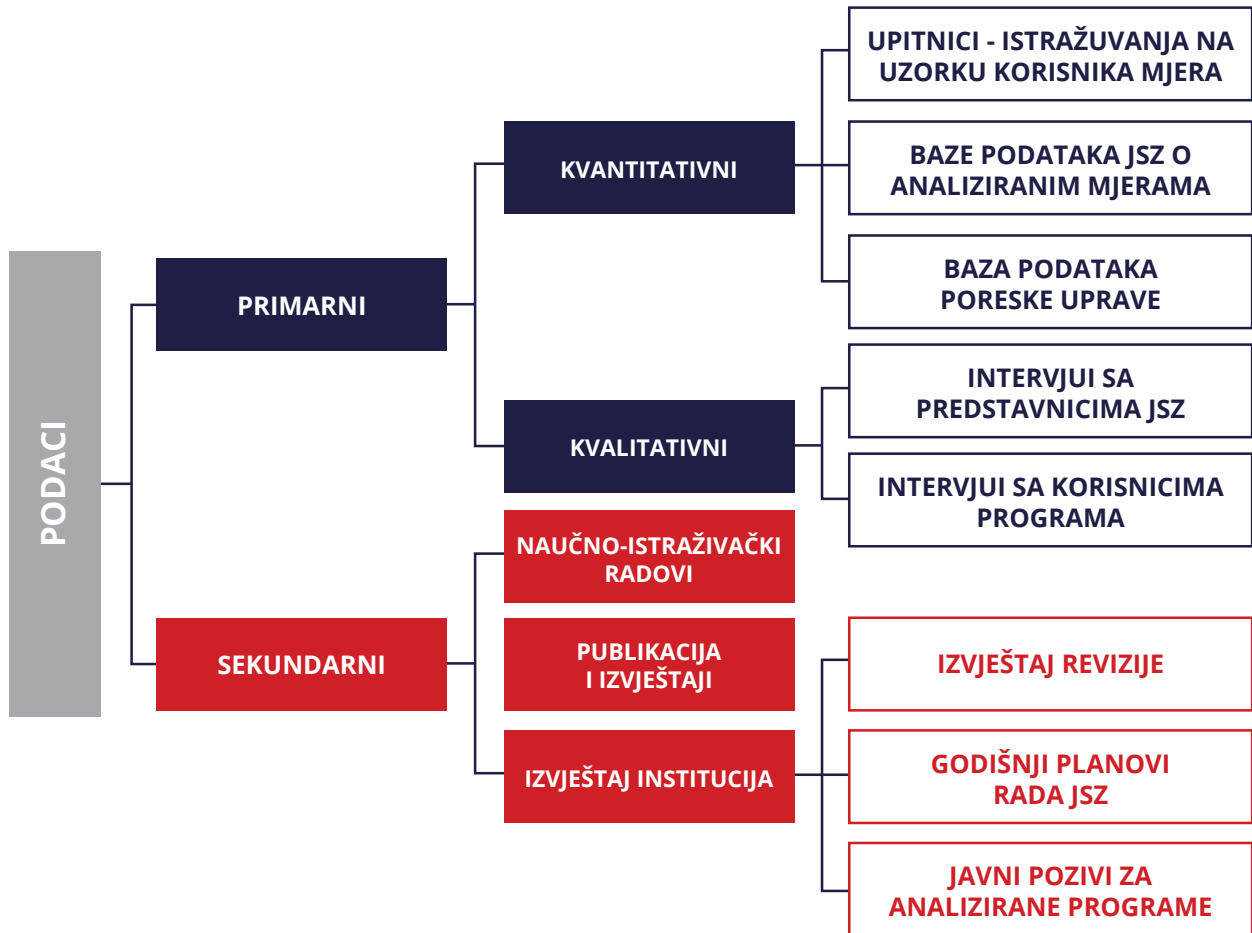 PODACI
PRIMARNI
KVANTITATIVNI
UPITNICI - ISTRAŽUVANJA NA
UZORKU KORISNIKA MJERA
BAZE PODATAKA JSZ O
ANALIZIRANIM MJERAMA
BAZA PODATAKA
PORESKE UPRAVE
KVALITATIVNI
INTERVJUI SA
PREDSTAVNICIMA JSZ
INTERVJUI SA KORISNICIMA
PROGRAMA
SEKUNDARNI
NAUČNO-ISTRAŽIVAČKI
RADOVI
PUBLIKACIJA
I IZVJEŠTAJI
IZVJEŠTAJ INSTITUCIJA
IZVJEŠTAJ REVIZIJE
GODIŠNJI PLANOVI
RADA JSZ
JAVNI POZIVI ZA
ANALIZIRANE PROGRAME